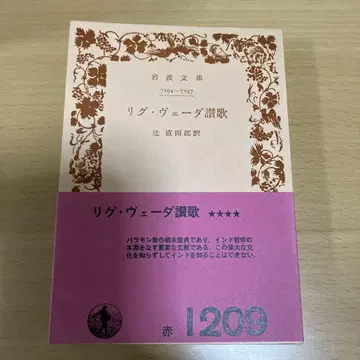 岩波文庫
7194—7197
リグ・ヴェーダ讃歌
辻 直四郎訳
リグ・ヴェーダ讃歌 ★★★★
バラモン教の根本聖典であり、インド哲学の
本源をなす重要な文献である。この偉大な文
化を知らずしてインドを知ることはできない。
赤 1209